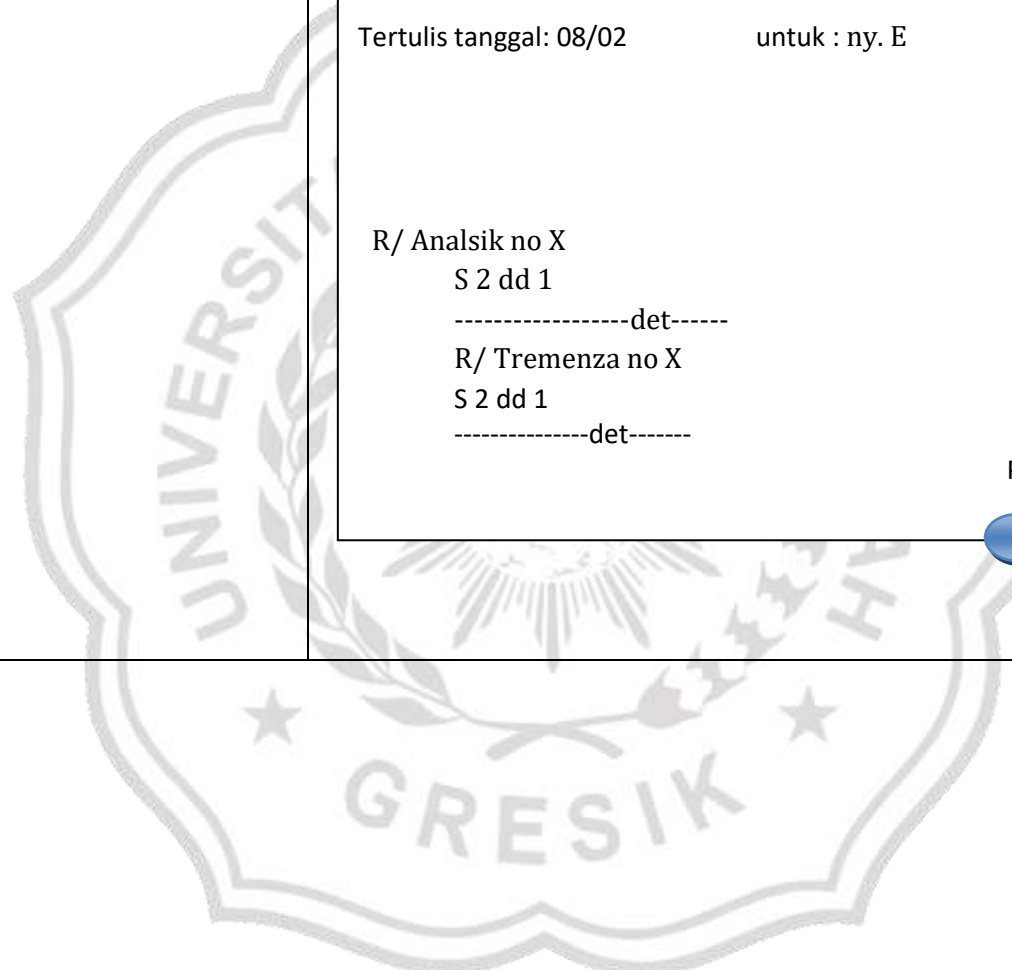 Tertulis tanggal: 08/02 untuk : ny. E
R/ Analsik no X
S 2 dd 1
------------------det------
R/ Tremenza no X
S 2 dd 1
---------------det-------
GRESIK